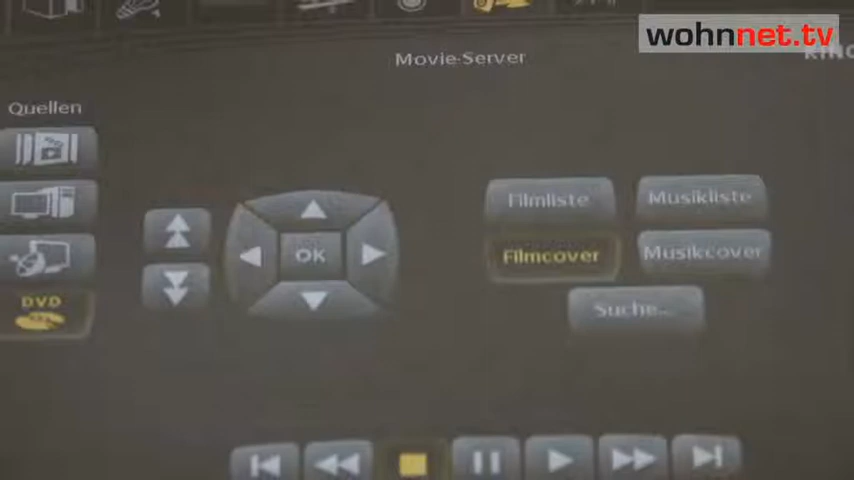 wohnnet.tv
Movie-Server
Quellen
Filmliste
Musikliste
OK
Filmcover
Musikcover
DVD
Suche...